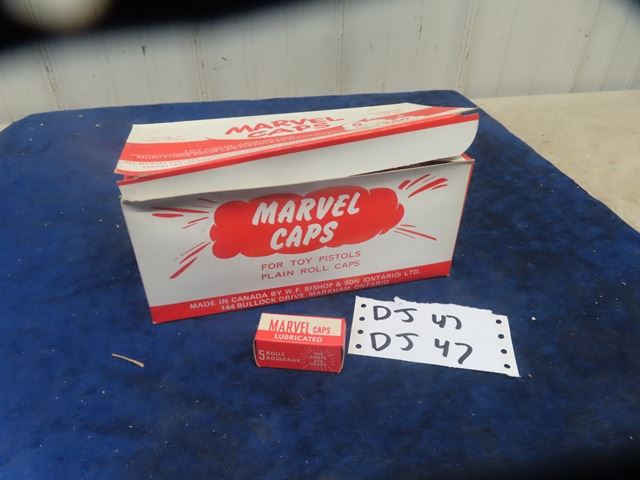 MARVEL
CAPS
MARVEL
CAPS
FOR TOY PISTOLS
PLAIN ROLL CAPS
MADE IN CANADA BY W. F. BISHOP & SON (ONTARIO) LTD.
144 BULLOCK DRIVE, MARKHAM, ONTARIO
MARVEL CAPS
LUBRICATED
5 ROLLS
ROULEAUX
DJ 47
DJ 47